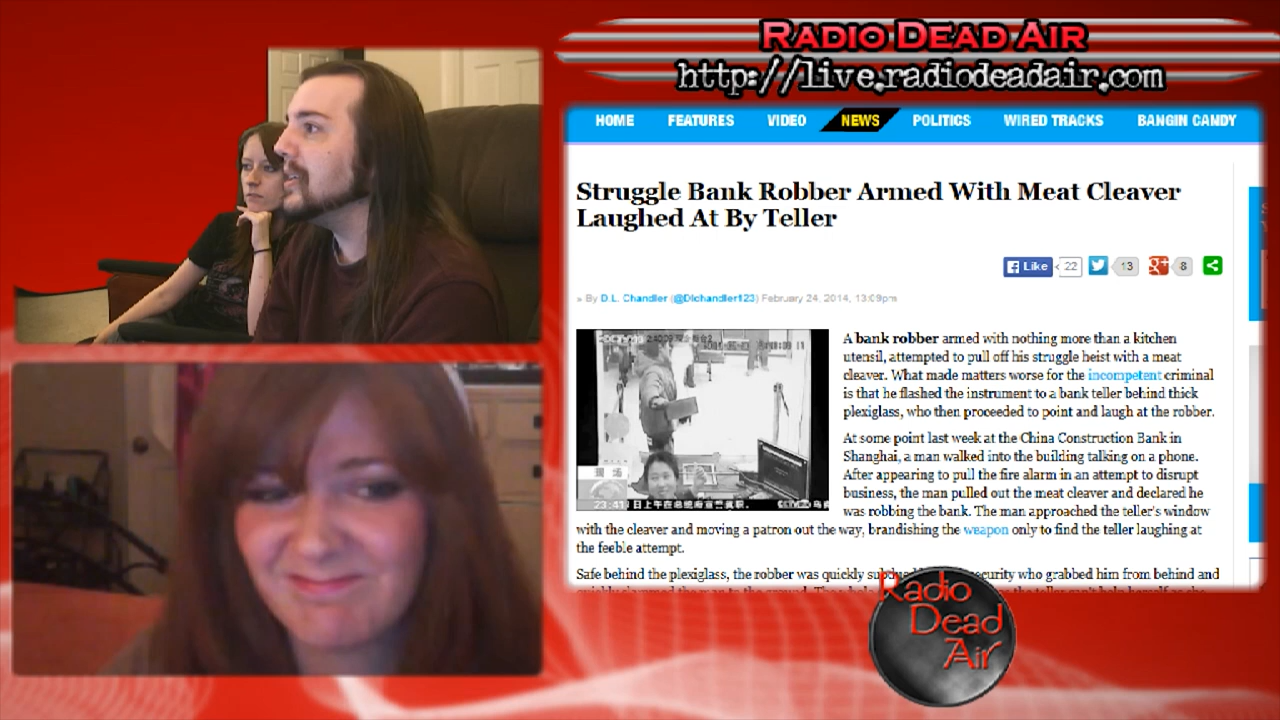 Radio Dead Air
http://live.radiodeadair.com
HOME FEATURES VIDEO NEWS POLITICS WIRED TRACKS BANGIN CANDY
Struggle Bank Robber Armed With Meat Cleaver
Laughed At By Teller
Like 22 13 8
» By D.L. Chandler (@Dlchandler123) February 24, 2014, 13:09pm
A bank robber armed with nothing more than a kitchen
utensil, attempted to pull off his struggle heist with a meat
cleaver. What made matters worse for the incompetent criminal
is that he flashed the instrument to a bank teller behind thick
plexiglass, who then proceeded to point and laugh at the robber.
At some point last week at the China Construction Bank in
Shanghai, a man walked into the building talking on a phone.
After appearing to pull the fire alarm in an attempt to disrupt
business, the man pulled out the meat cleaver and declared he
was robbing the bank. The man approached the teller's window
with the cleaver and moving a patron out the way, brandishing the weapon only to find the teller laughing at
the feeble attempt.
Safe behind the plexiglass, the robber was quickly security who grabbed him from behind and
Radio
Dead
Air